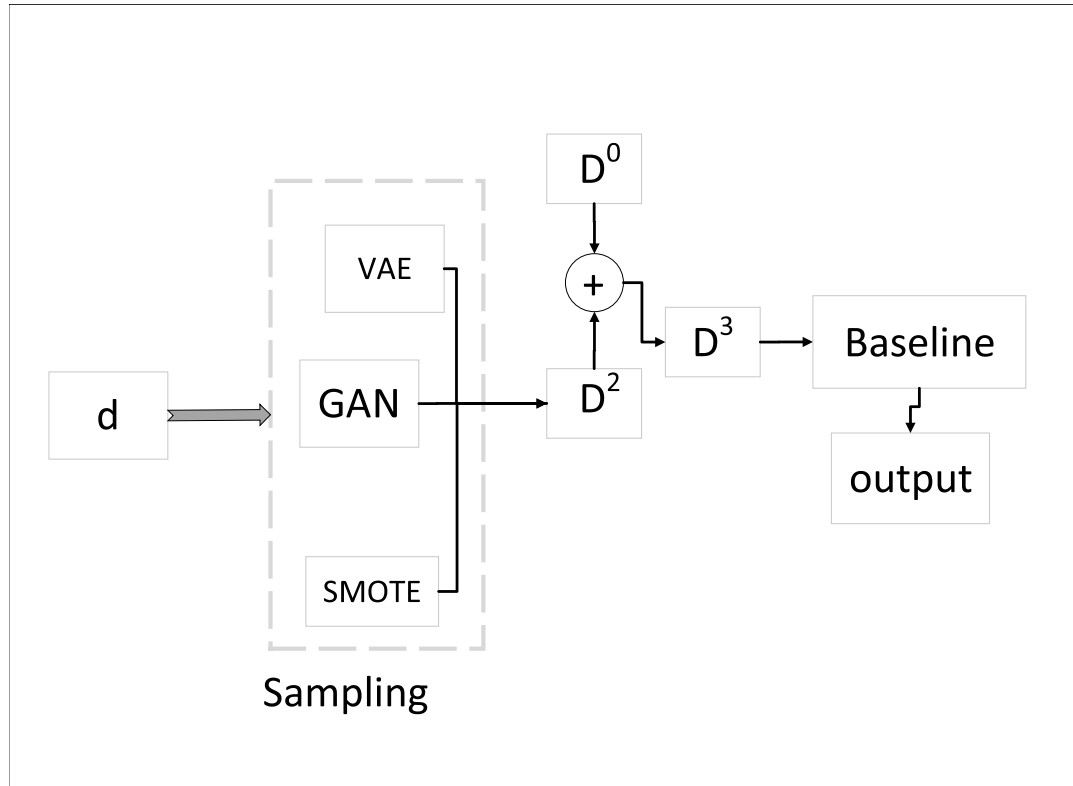 d
VAE
GAN
SMOTE
Sampling
D⁰
+
D²
D³
Baseline
output